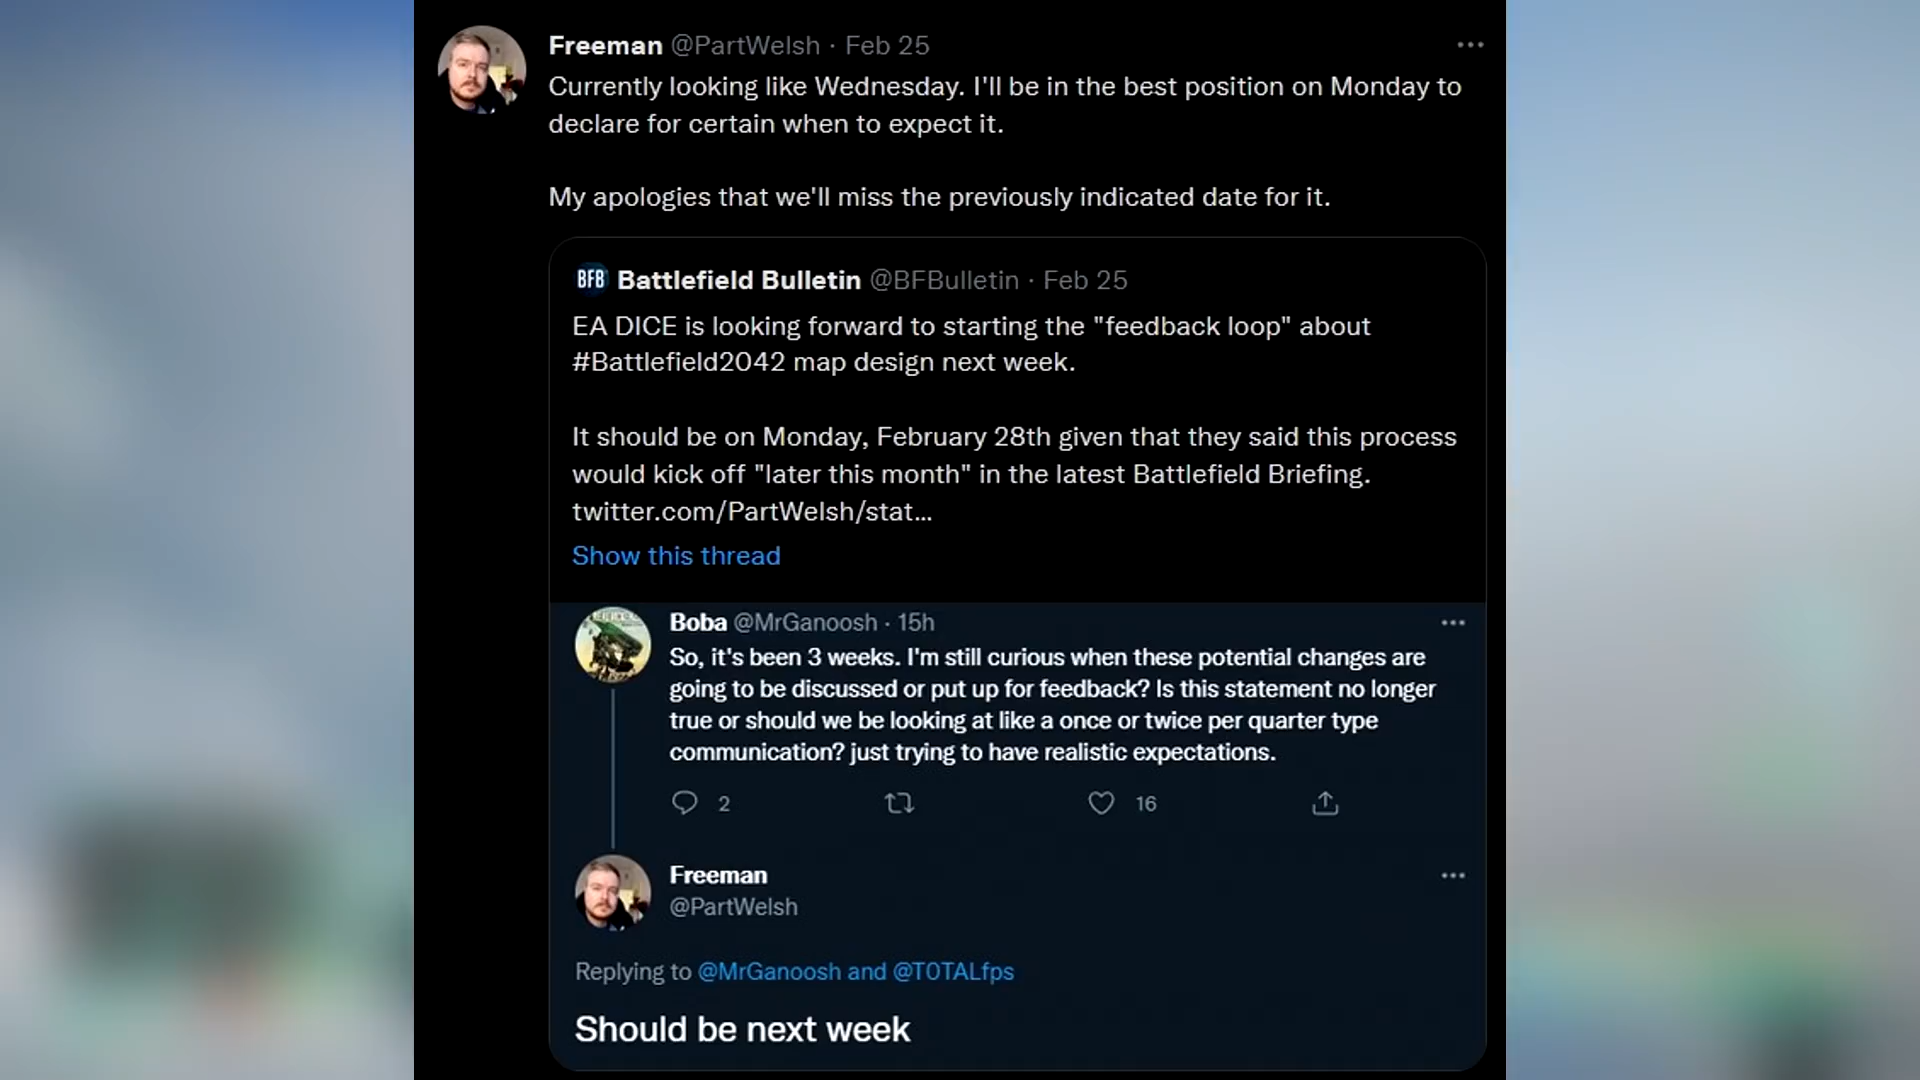 Freeman @PartWelsh · Feb 25
Currently looking like Wednesday. I'll be in the best position on Monday to
declare for certain when to expect it.
My apologies that we'll miss the previously indicated date for it.
BFB Battlefield Bulletin @BFBulletin · Feb 25
EA DICE is looking forward to starting the "feedback loop" about
#Battlefield2042 map design next week.
It should be on Monday, February 28th given that they said this process
would kick off "later this month" in the latest Battlefield Briefing.
twitter.com/PartWelsh/stat...
Show this thread
Boba @MrGanoosh · 15h
So, it's been 3 weeks. I'm still curious when these potential changes are
going to be discussed or put up for feedback? Is this statement no longer
true or should we be looking at like a once or twice per quarter type
communication? just trying to have realistic expectations.
2 16
Freeman
@PartWelsh
Replying to @MrGanoosh and @T0TALfps
Should be next week